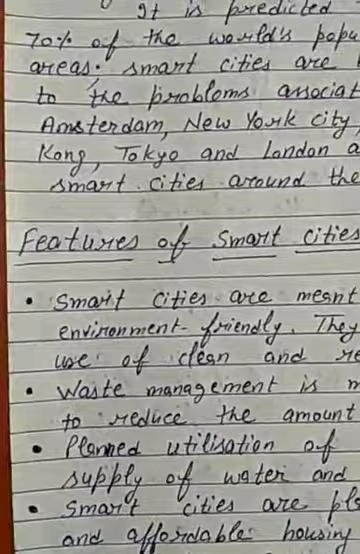 It is predicted
70% of the world's popu
areas. smart cities are
to the problems associat
Amsterdam, New York city
Kong, Tokyo and London a
smart cities around the
Features of Smart cities
• Smart cities are meant
environment-friendly. They
use of clean and re
• Waste management is m
to reduce the amount
• Planned utilisation of
supply of water and
• Smart cities are pla
and affordable housing